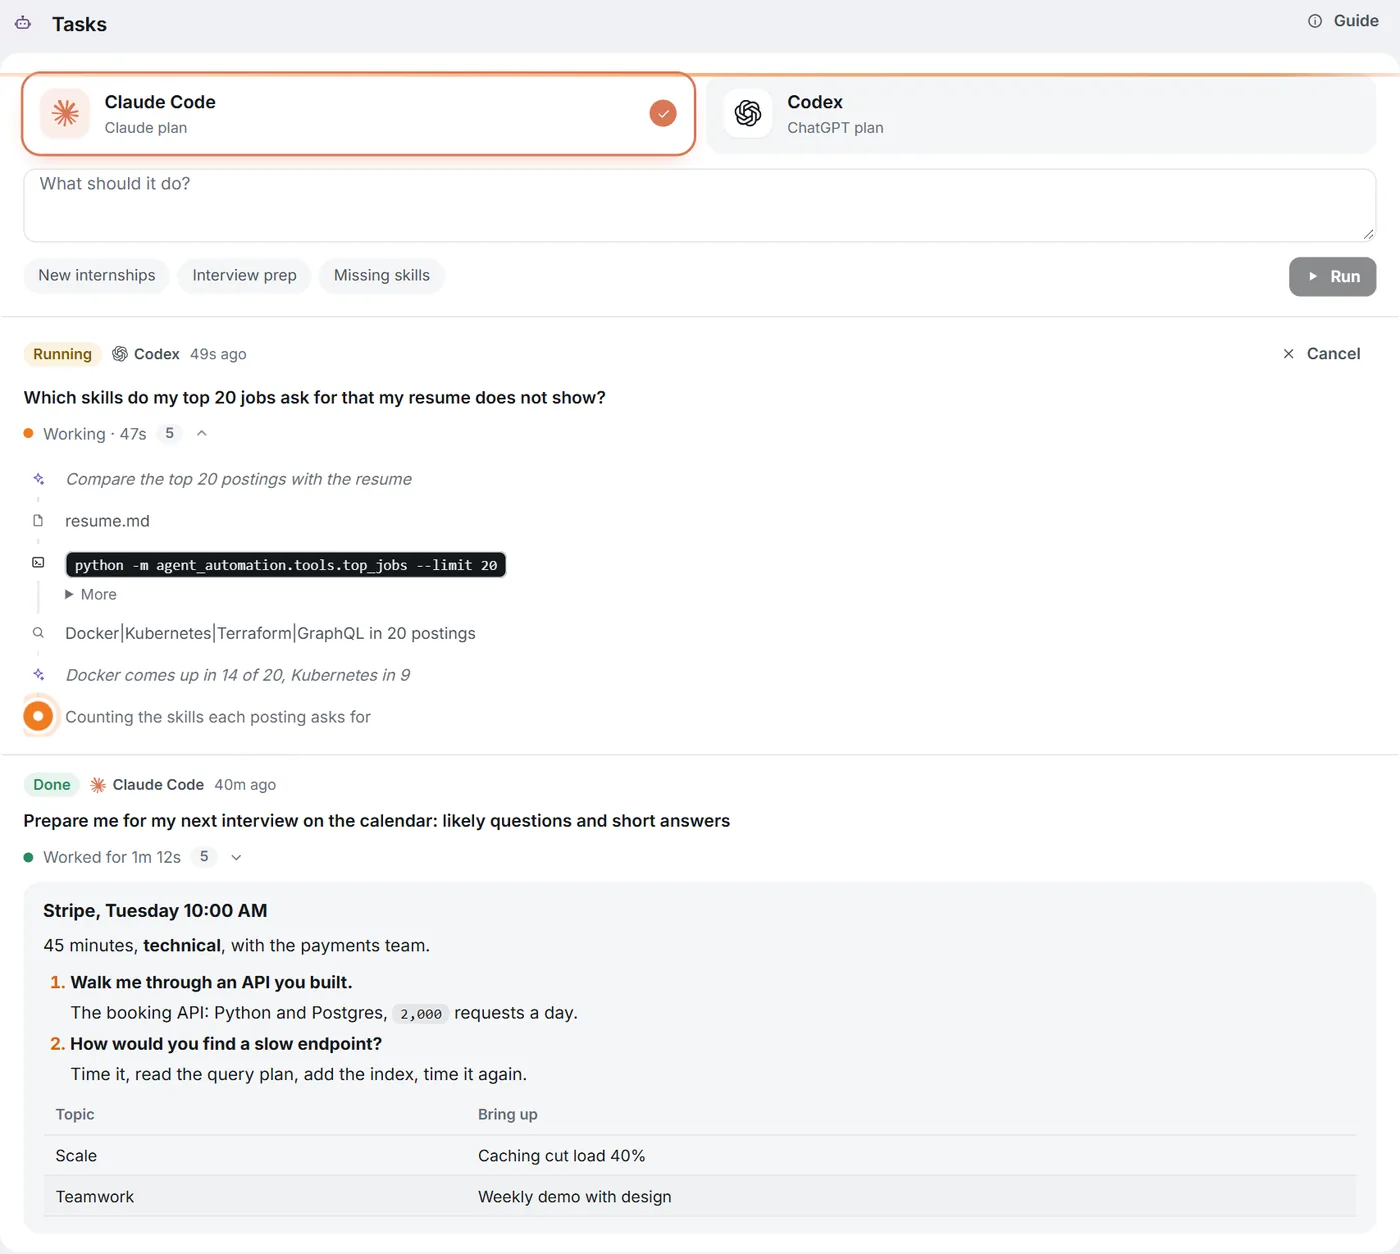 Tasks
Guide
Claude Code
Claude plan
Codex
ChatGPT plan
What should it do?
New internships
Interview prep
Missing skills
Run
Running Codex 49s ago
Cancel
Which skills do my top 20 jobs ask for that my resume does not show?
Working · 47s 5
Compare the top 20 postings with the resume
resume.md
python -m agent_automation.tools.top_jobs --limit 20
More
Docker|Kubernetes|Terraform|GraphQL in 20 postings
Docker comes up in 14 of 20, Kubernetes in 9
Counting the skills each posting asks for
Done Claude Code 40m ago
Prepare me for my next interview on the calendar: likely questions and short answers
Worked for 1m 12s 5
Stripe, Tuesday 10:00 AM
45 minutes, technical, with the payments team.
1. Walk me through an API you built.
The booking API: Python and Postgres, 2,000 requests a day.
2. How would you find a slow endpoint?
Time it, read the query plan, add the index, time it again.
Topic Bring up
Scale Caching cut load 40%
Teamwork Weekly demo with design